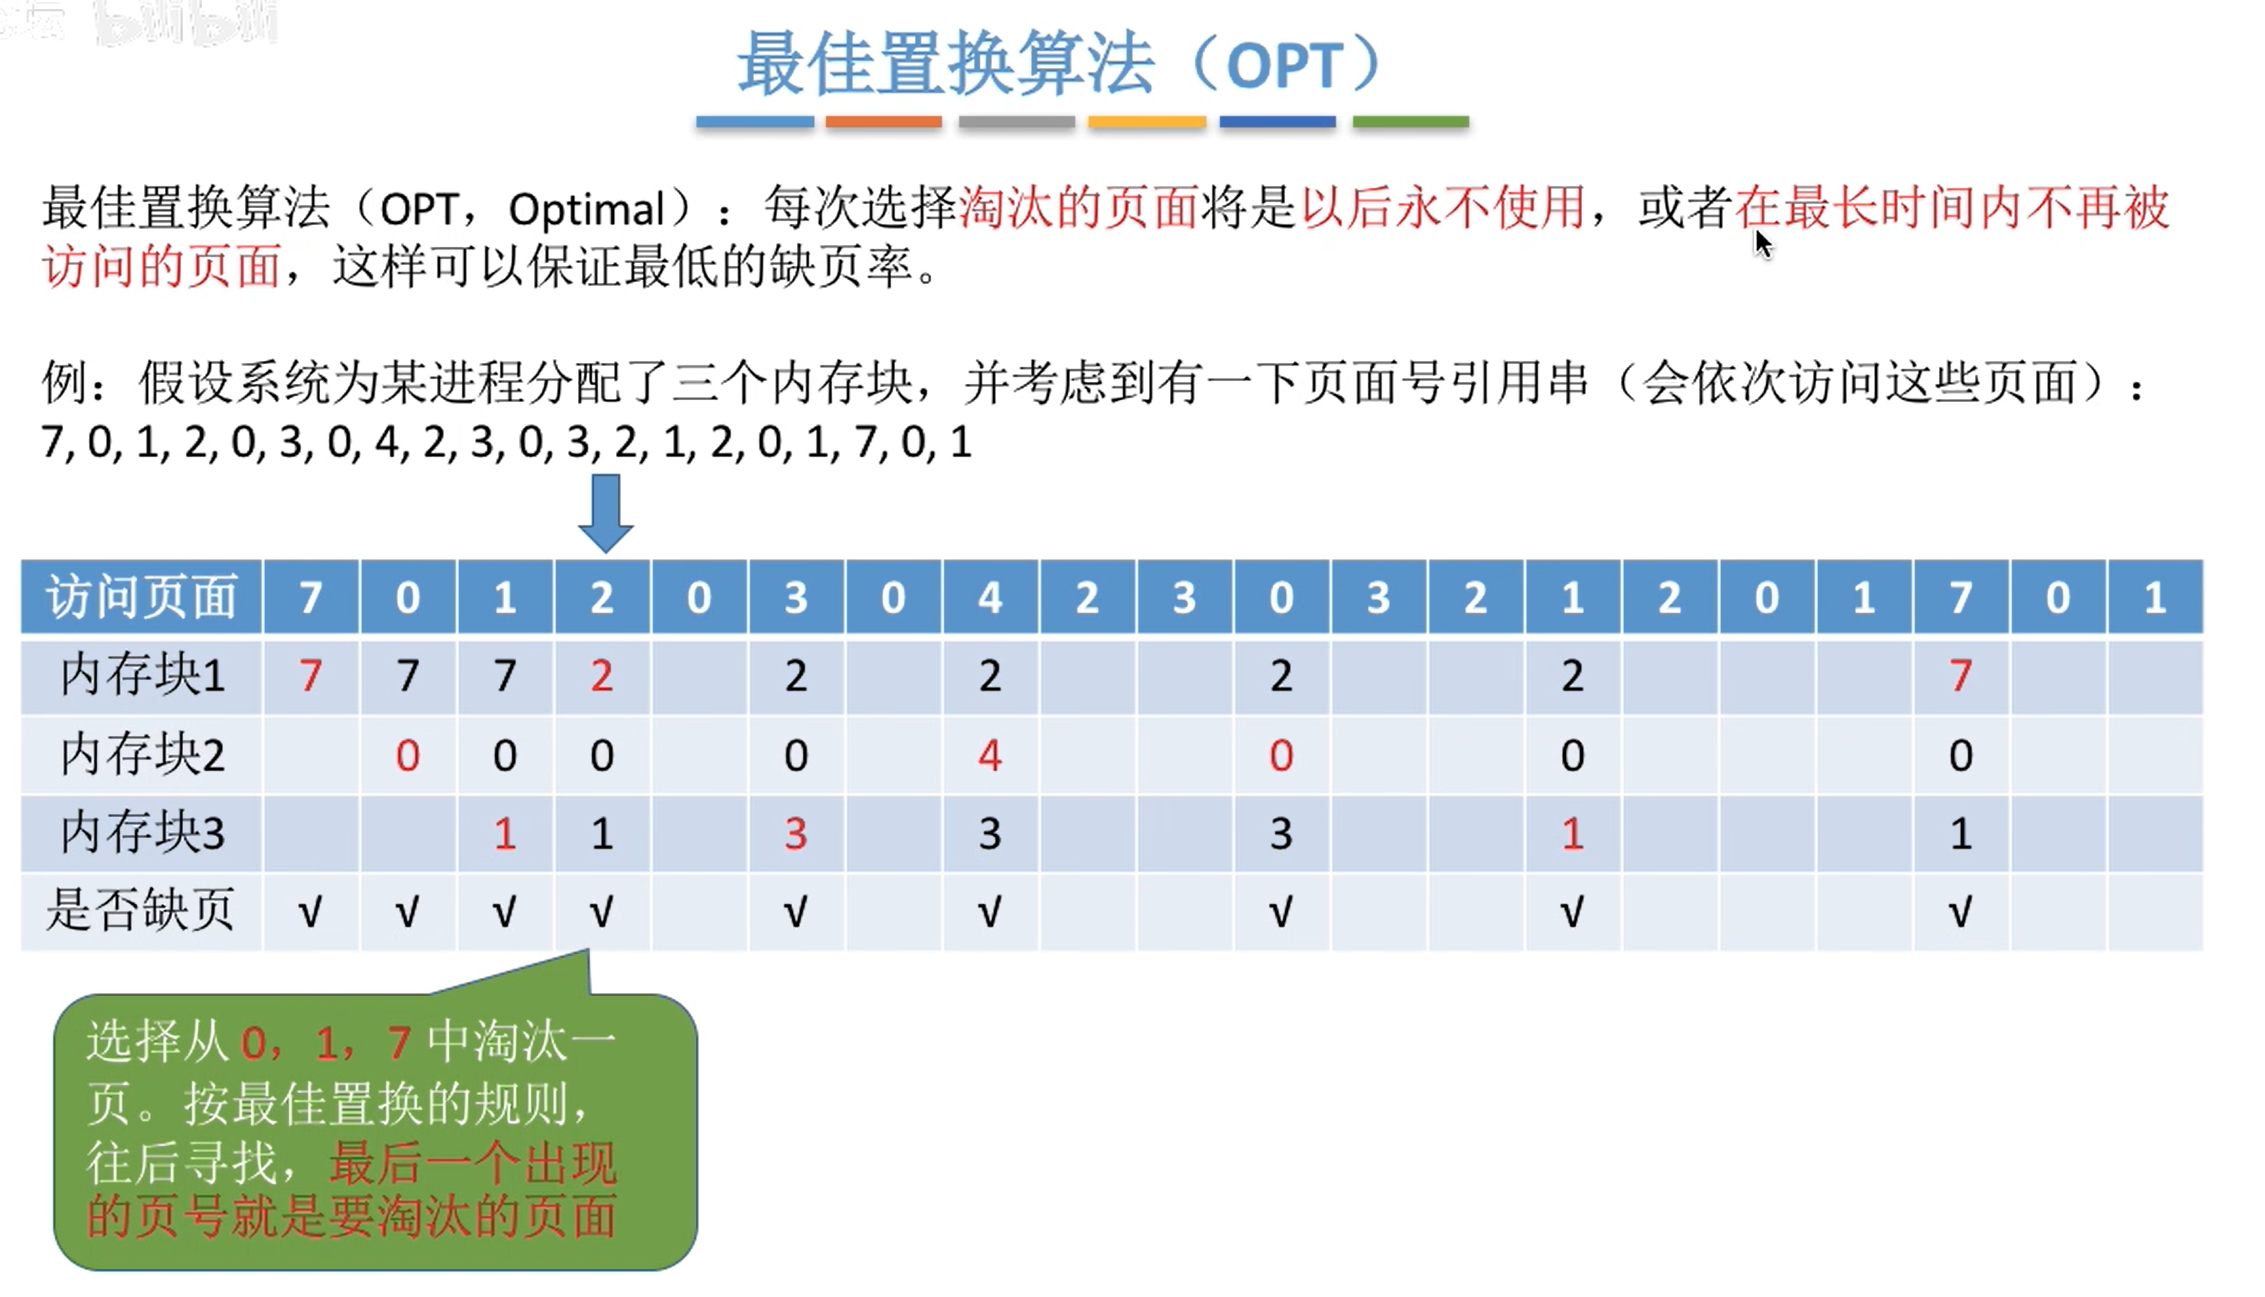 bilibili
最佳置换算法（OPT）
最佳置换算法（OPT，Optimal）：每次选择淘汰的页面将是以后永不使用，或者在最长时间内不再被
访问的页面，这样可以保证最低的缺页率。
例：假设系统为某进程分配了三个内存块，并考虑到有一下页面号引用串（会依次访问这些页面）：
7, 0, 1, 2, 0, 3, 0, 4, 2, 3, 0, 3, 2, 1, 2, 0, 1, 7, 0, 1
访问页面 7 0 1 2 0 3 0 4 2 3 0 3 2 1 2 0 1 7 0 1
内存块1 7 7 7 2 2 2 2 2 7
内存块2 0 0 0 0 4 0 0 0
内存块3 1 1 3 3 3 1 1
是否缺页 √ √ √ √ √ √ √ √ √
选择从 0，1，7 中淘汰一
页。按最佳置换的规则，
往后寻找，最后一个出现
的页号就是要淘汰的页面